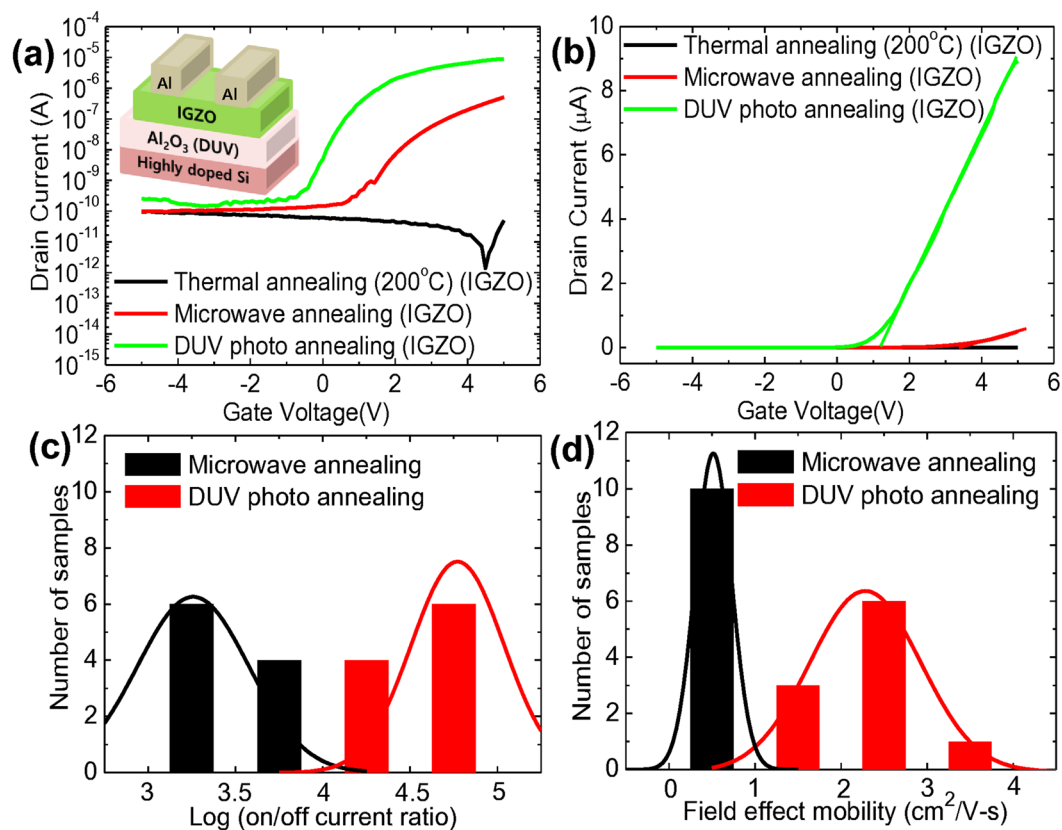 (a)
10⁻⁴
10⁻⁵
10⁻⁶
10⁻⁷
10⁻⁸
10⁻⁹
10⁻¹⁰
10⁻¹¹
10⁻¹²
10⁻¹³
10⁻¹⁴
10⁻¹⁵
Drain Current (A)
Al
Al
IGZO
Al₂O₃ (DUV)
Highly doped Si
Thermal annealing (200°C) (IGZO)
Microwave annealing (IGZO)
DUV photo annealing (IGZO)
-6 -4 -2 0 2 4 6
Gate Voltage(V)
(b)
10
8
6
4
2
0
Drain Current (μA)
Thermal annealing (200°C) (IGZO)
Microwave annealing (IGZO)
DUV photo annealing (IGZO)
-6 -4 -2 0 2 4 6
Gate Voltage(V)
(c)
12
10
8
6
4
2
0
Number of samples
Microwave annealing
DUV photo annealing
3 3.5 4 4.5 5
Log (on/off current ratio)
(d)
12
10
8
6
4
2
0
Number of samples
Microwave annealing
DUV photo annealing
0 1 2 3 4
Field effect mobility (cm²/V-s)